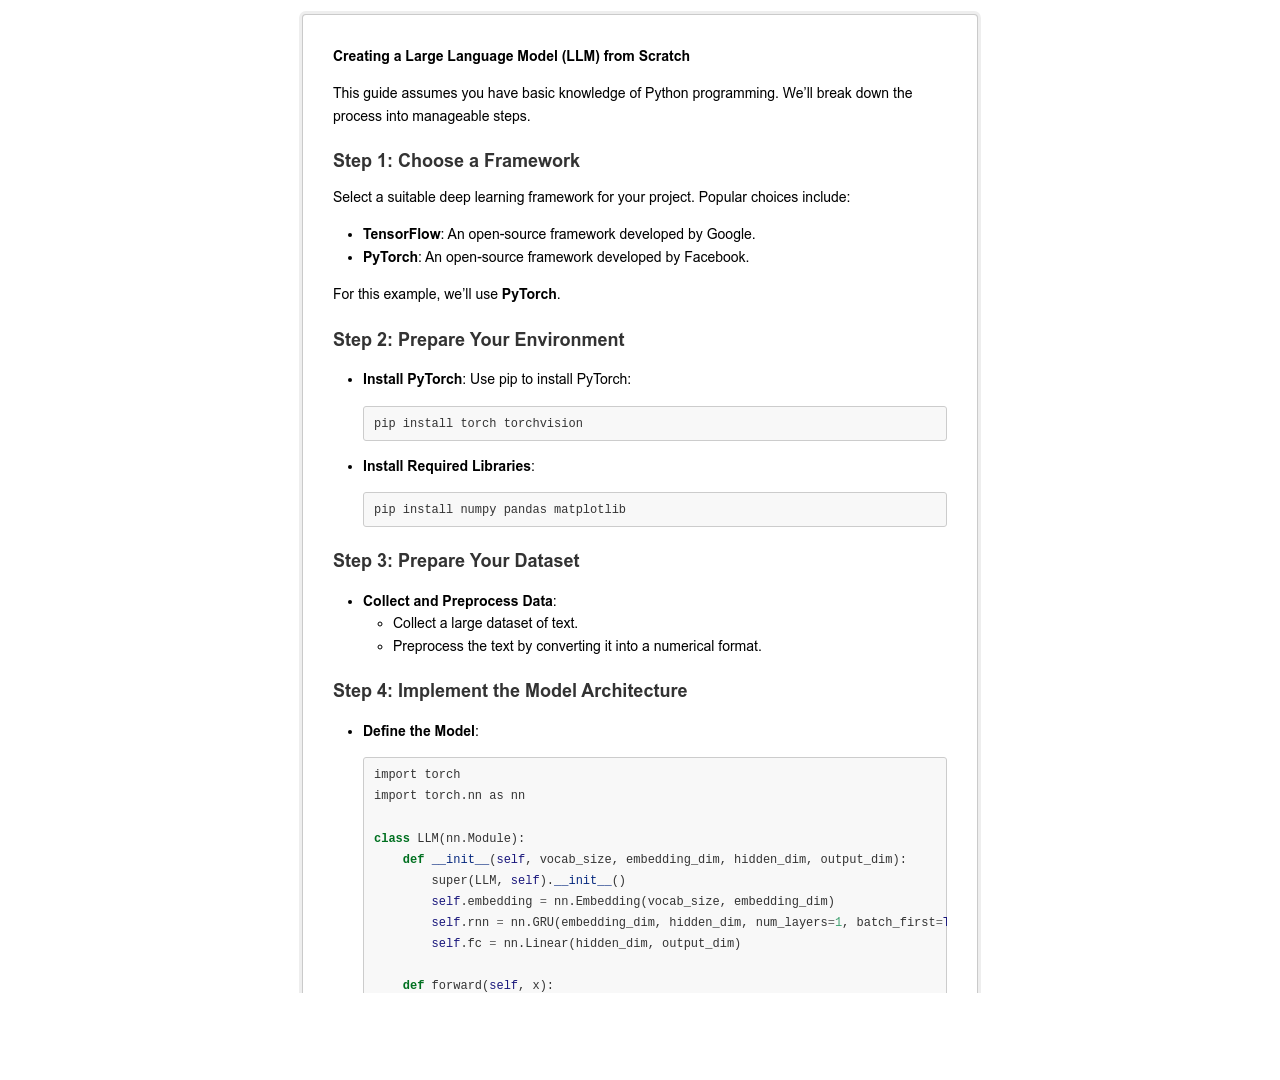 Creating a Large Language Model (LLM) from Scratch
This guide assumes you have basic knowledge of Python programming. We’ll break down the
process into manageable steps.
Step 1: Choose a Framework
Select a suitable deep learning framework for your project. Popular choices include:
• TensorFlow: An open-source framework developed by Google.
• PyTorch: An open-source framework developed by Facebook.
For this example, we’ll use PyTorch.
Step 2: Prepare Your Environment
• Install PyTorch: Use pip to install PyTorch:
pip install torch torchvision
• Install Required Libraries:
pip install numpy pandas matplotlib
Step 3: Prepare Your Dataset
• Collect and Preprocess Data:
◦ Collect a large dataset of text.
◦ Preprocess the text by converting it into a numerical format.
Step 4: Implement the Model Architecture
• Define the Model:
import torch
import torch.nn as nn
class LLM(nn.Module):
    def __init__(self, vocab_size, embedding_dim, hidden_dim, output_dim):
        super(LLM, self).__init__()
        self.embedding = nn.Embedding(vocab_size, embedding_dim)
        self.rnn = nn.GRU(embedding_dim, hidden_dim, num_layers=1, batch_first=
        self.fc = nn.Linear(hidden_dim, output_dim)
    def forward(self, x):